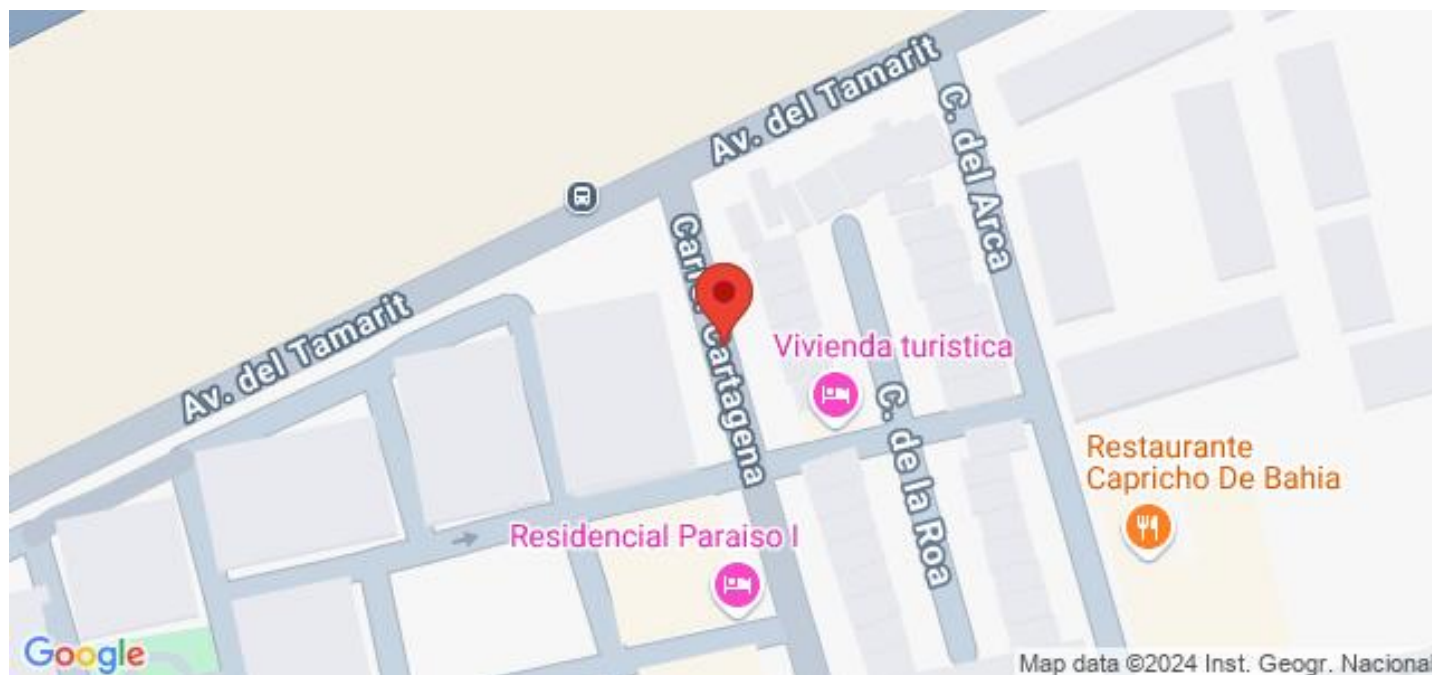 Av. del Tamarit
C. del Arca
Av. del Tamarit
Cartagena
Vivienda turistica
C. de la Roa
Restaurante
Capricho De Bahia
Residencial Paraiso I
Google
Map data ©2024 Inst. Geogr. Nacional